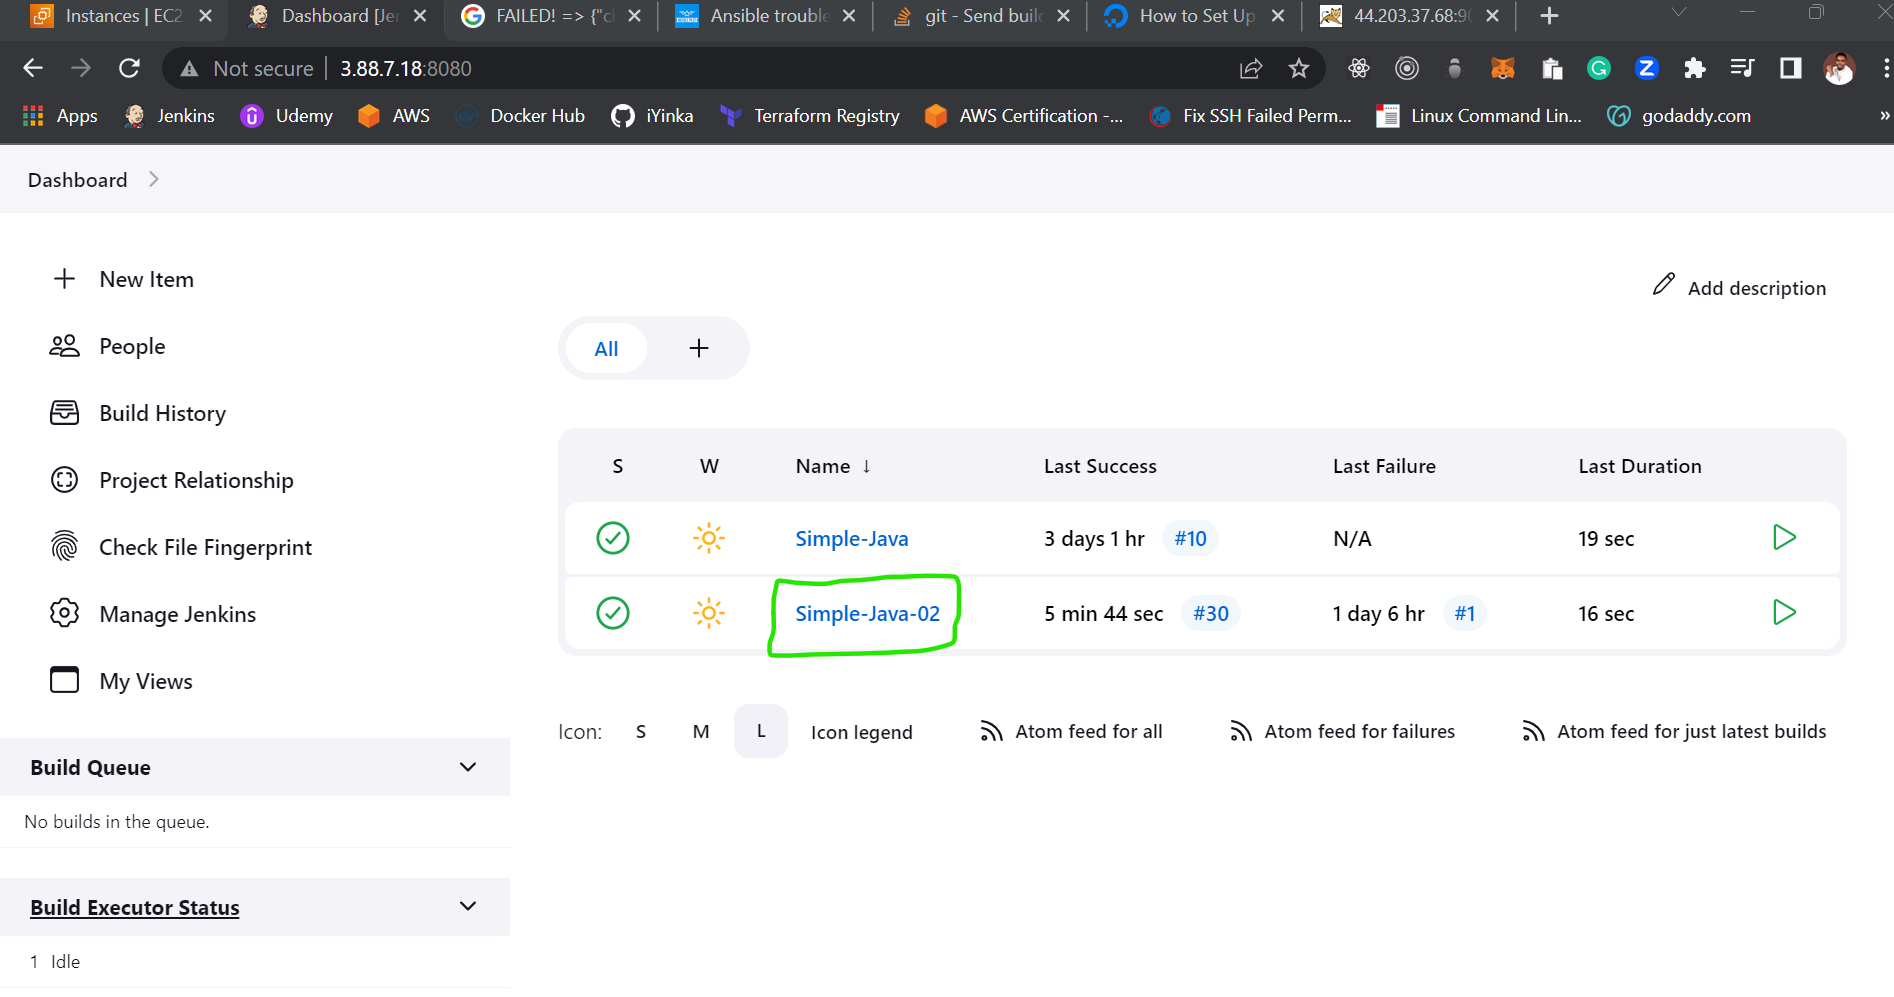 Instances | EC2
Dashboard [Jen
FAILED! => {"c
Ansible trouble
git - Send build
How to Set Up
44.203.37.68:90
Not secure | 3.88.7.18:8080
Apps
Jenkins
Udemy
AWS
Docker Hub
iYinka
Terraform Registry
AWS Certification -...
Fix SSH Failed Perm...
Linux Command Lin...
godaddy.com
»
Dashboard
New Item
People
Build History
Project Relationship
Check File Fingerprint
Manage Jenkins
My Views
Build Queue
No builds in the queue.
Build Executor Status
1 Idle
Add description
All +
S W Name ↓ Last Success Last Failure Last Duration
Simple-Java 3 days 1 hr #10 N/A 19 sec
Simple-Java-02 5 min 44 sec #30 1 day 6 hr #1 16 sec
Icon: S M L Icon legend Atom feed for all Atom feed for failures Atom feed for just latest builds